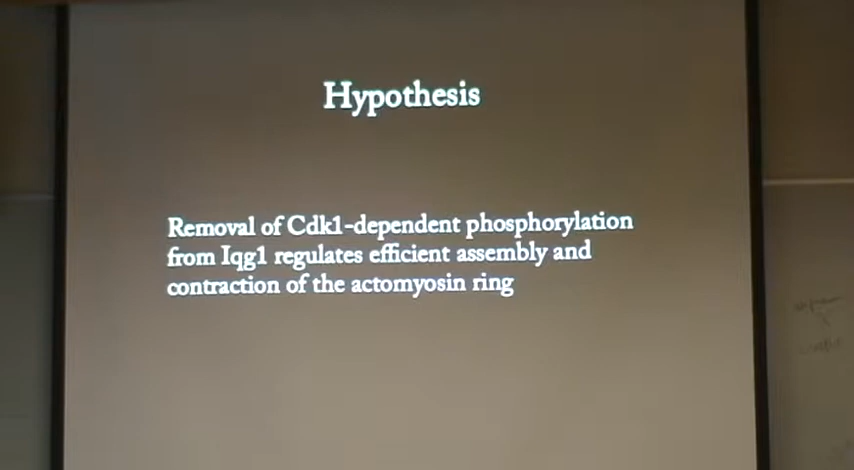 Hypothesis
Removal of Cdk1-dependent phosphorylation
from Iqg1 regulates efficient assembly and
contraction of the actomyosin ring